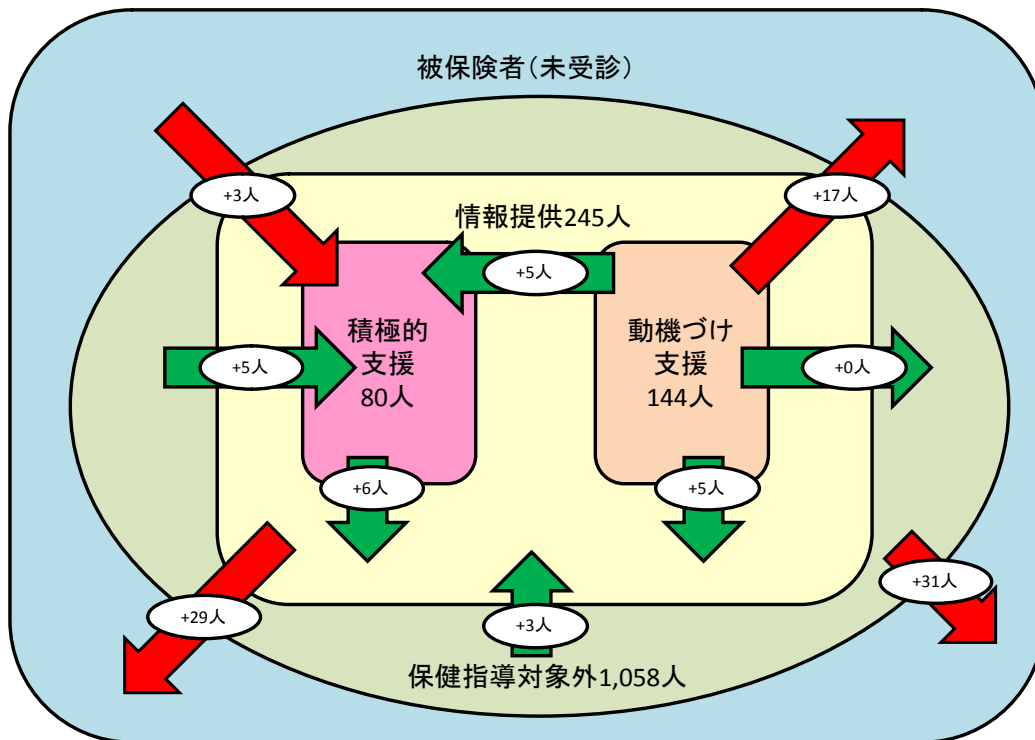 被保険者(未受診)
+3人
+17人
情報提供245人
+5人
積極的
支援
80人
動機づけ
支援
144人
+5人
+0人
+6人
+5人
+31人
+29人
+3人
保健指導対象外1,058人